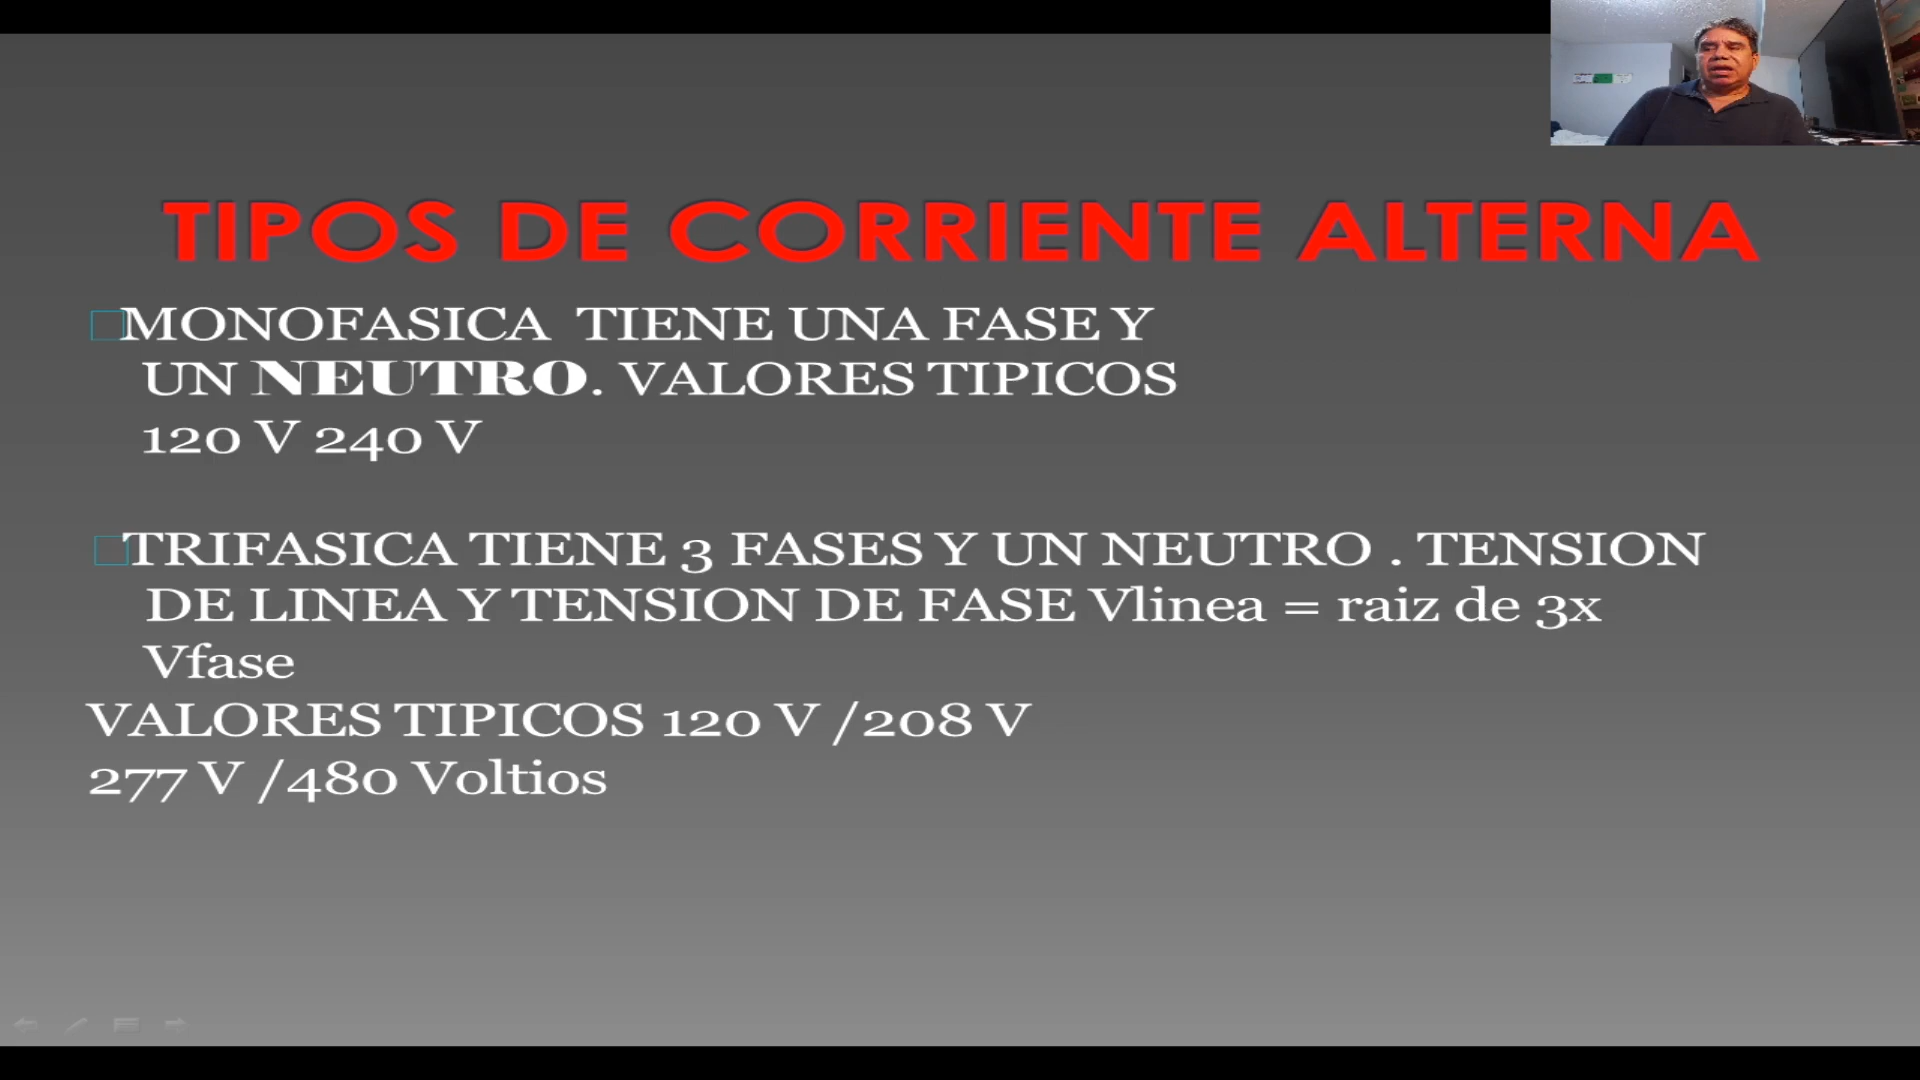 TIPOS DE CORRIENTE ALTERNA
MONOFASICA TIENE UNA FASE Y
UN NEUTRO. VALORES TIPICOS
120 V 240 V
TRIFASICA TIENE 3 FASES Y UN NEUTRO . TENSION
DE LINEA Y TENSION DE FASE Vlinea = raiz de 3x
Vfase
VALORES TIPICOS 120 V /208 V
277 V /480 Voltios